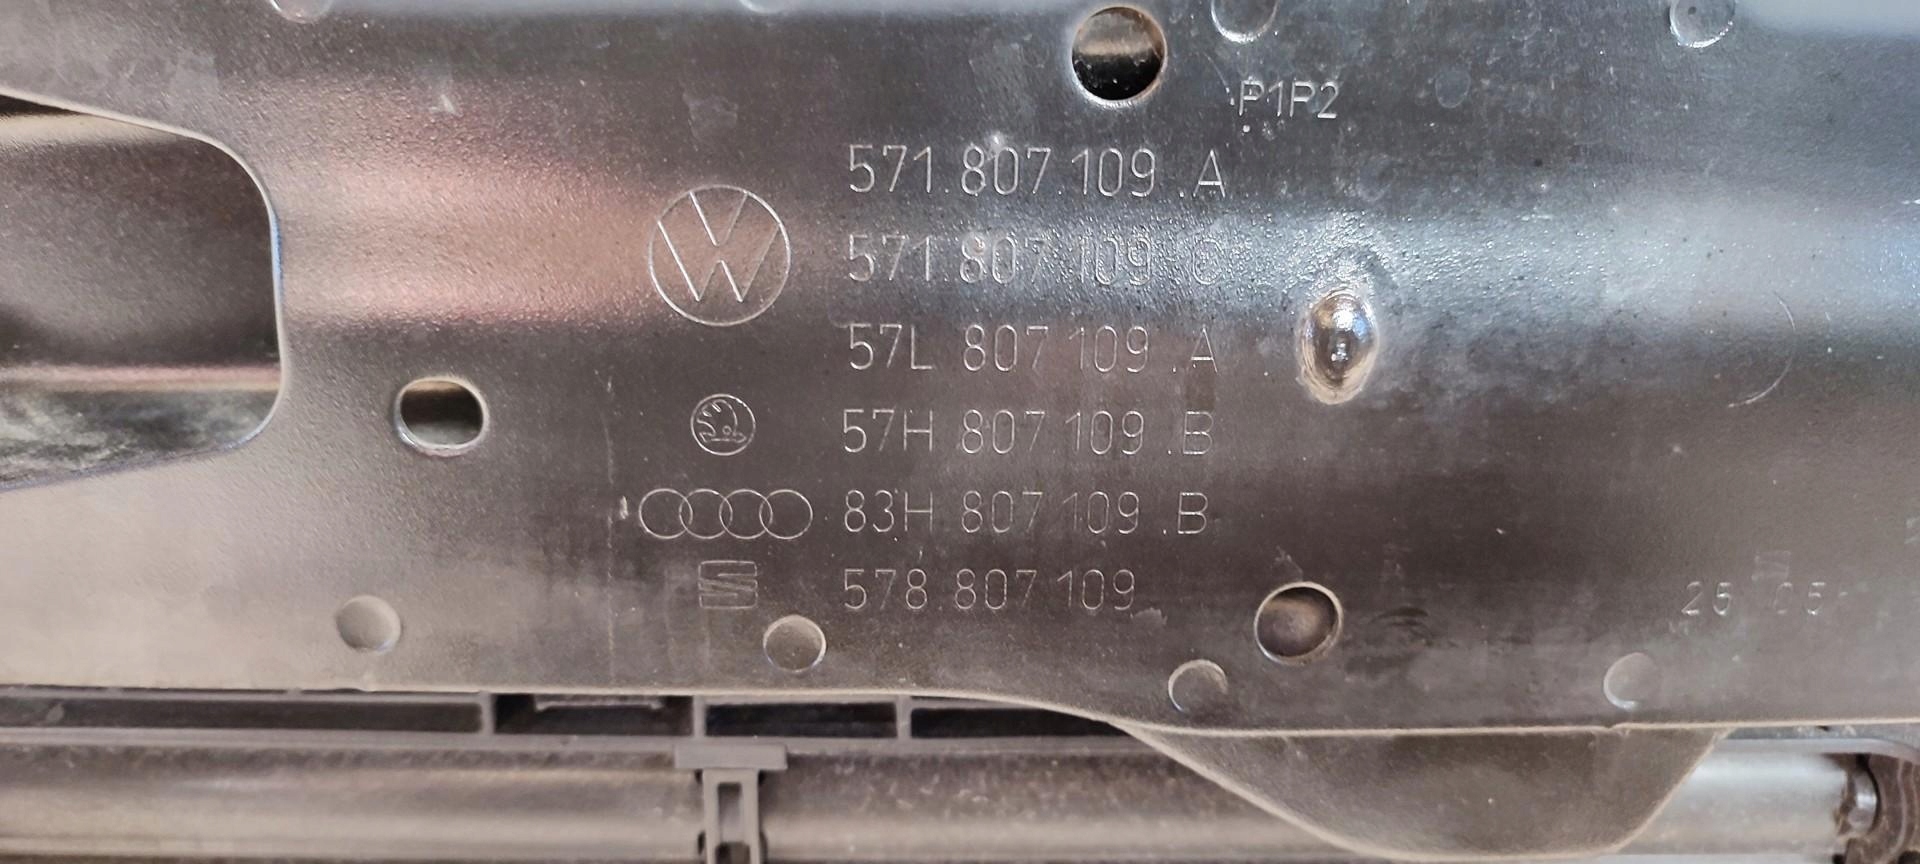 P1P2
571.807.109 .A
571.807.109 .C
57L 807 109 .A
57H 807 109 .B
83H 807 109 .B
578.807.109